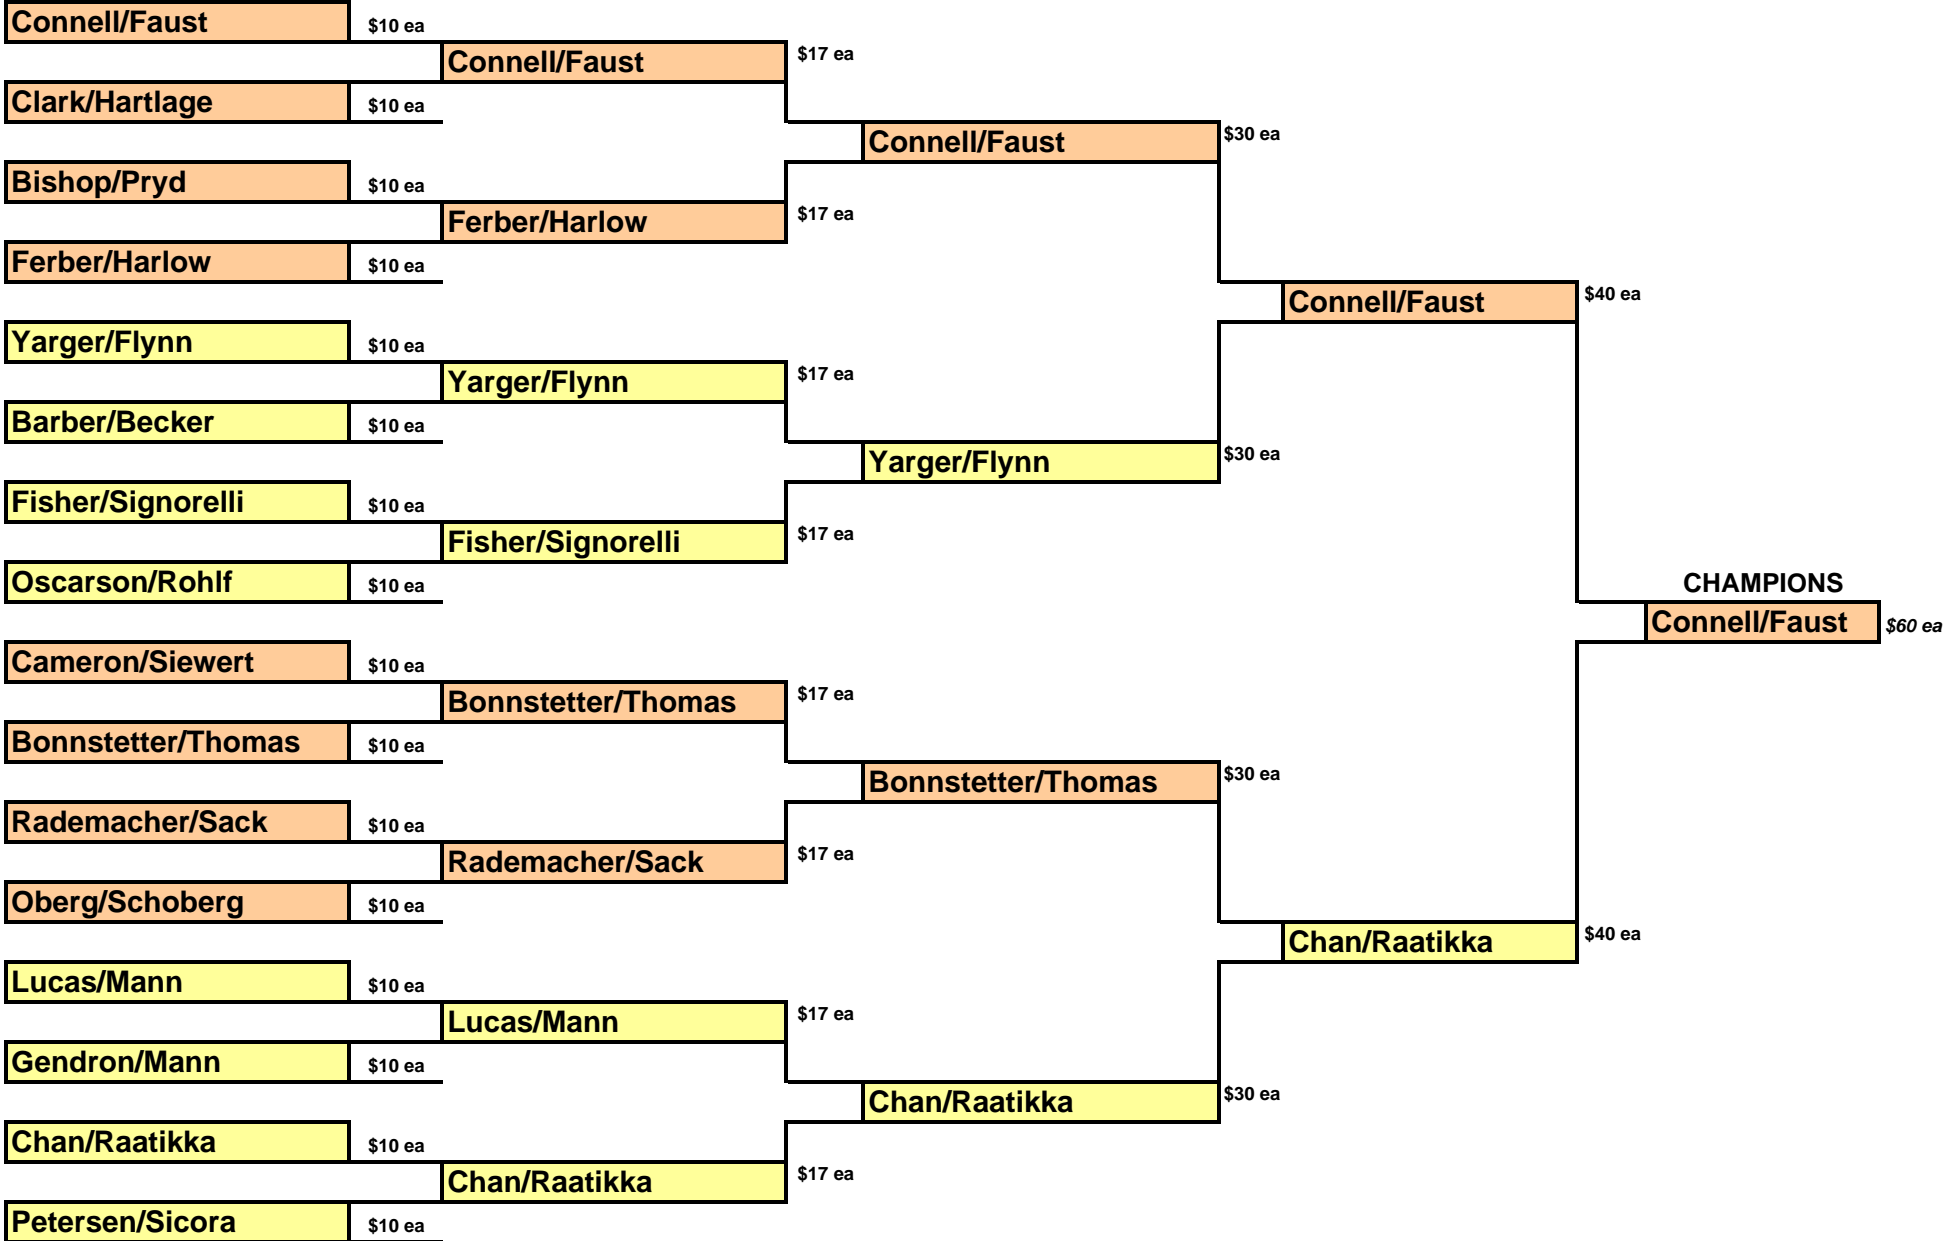 Connell/Faust $10 ea
Connell/Faust $17 ea
Clark/Hartlage $10 ea
Connell/Faust $30 ea
Bishop/Pryd $10 ea
Ferber/Harlow $17 ea
Ferber/Harlow $10 ea
Connell/Faust $40 ea
Yarger/Flynn $10 ea
Yarger/Flynn $17 ea
Barber/Becker $10 ea
Yarger/Flynn $30 ea
Fisher/Signorelli $10 ea
Fisher/Signorelli $17 ea
Oscarson/Rohlf $10 ea
CHAMPIONS
Connell/Faust $60 ea
Cameron/Siewert $10 ea
Bonnstetter/Thomas $17 ea
Bonnstetter/Thomas $10 ea
Bonnstetter/Thomas $30 ea
Rademacher/Sack $10 ea
Rademacher/Sack $17 ea
Oberg/Schoberg $10 ea
Chan/Raatikka $40 ea
Lucas/Mann $10 ea
Lucas/Mann $17 ea
Gendron/Mann $10 ea
Chan/Raatikka $30 ea
Chan/Raatikka $10 ea
Chan/Raatikka $17 ea
Petersen/Sicora $10 ea